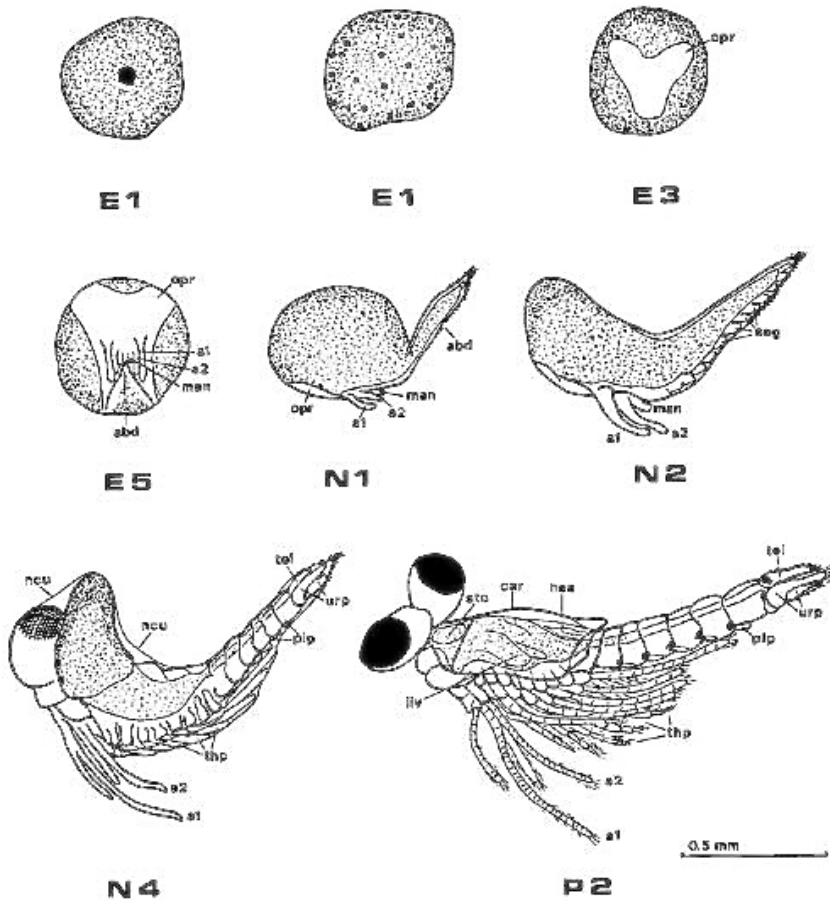 opr
E1 E1 E3
opr
a1
a2
man
abd
E5
abd
opr
man
a2
a1
N1
seg
man
a2
a1
N2
ncu
ncu
tel
urp
plp
thp
a2
a1
N4
sto
car
hea
tel
urp
plp
liv
thp
a2
a1
0.5 mm
P2